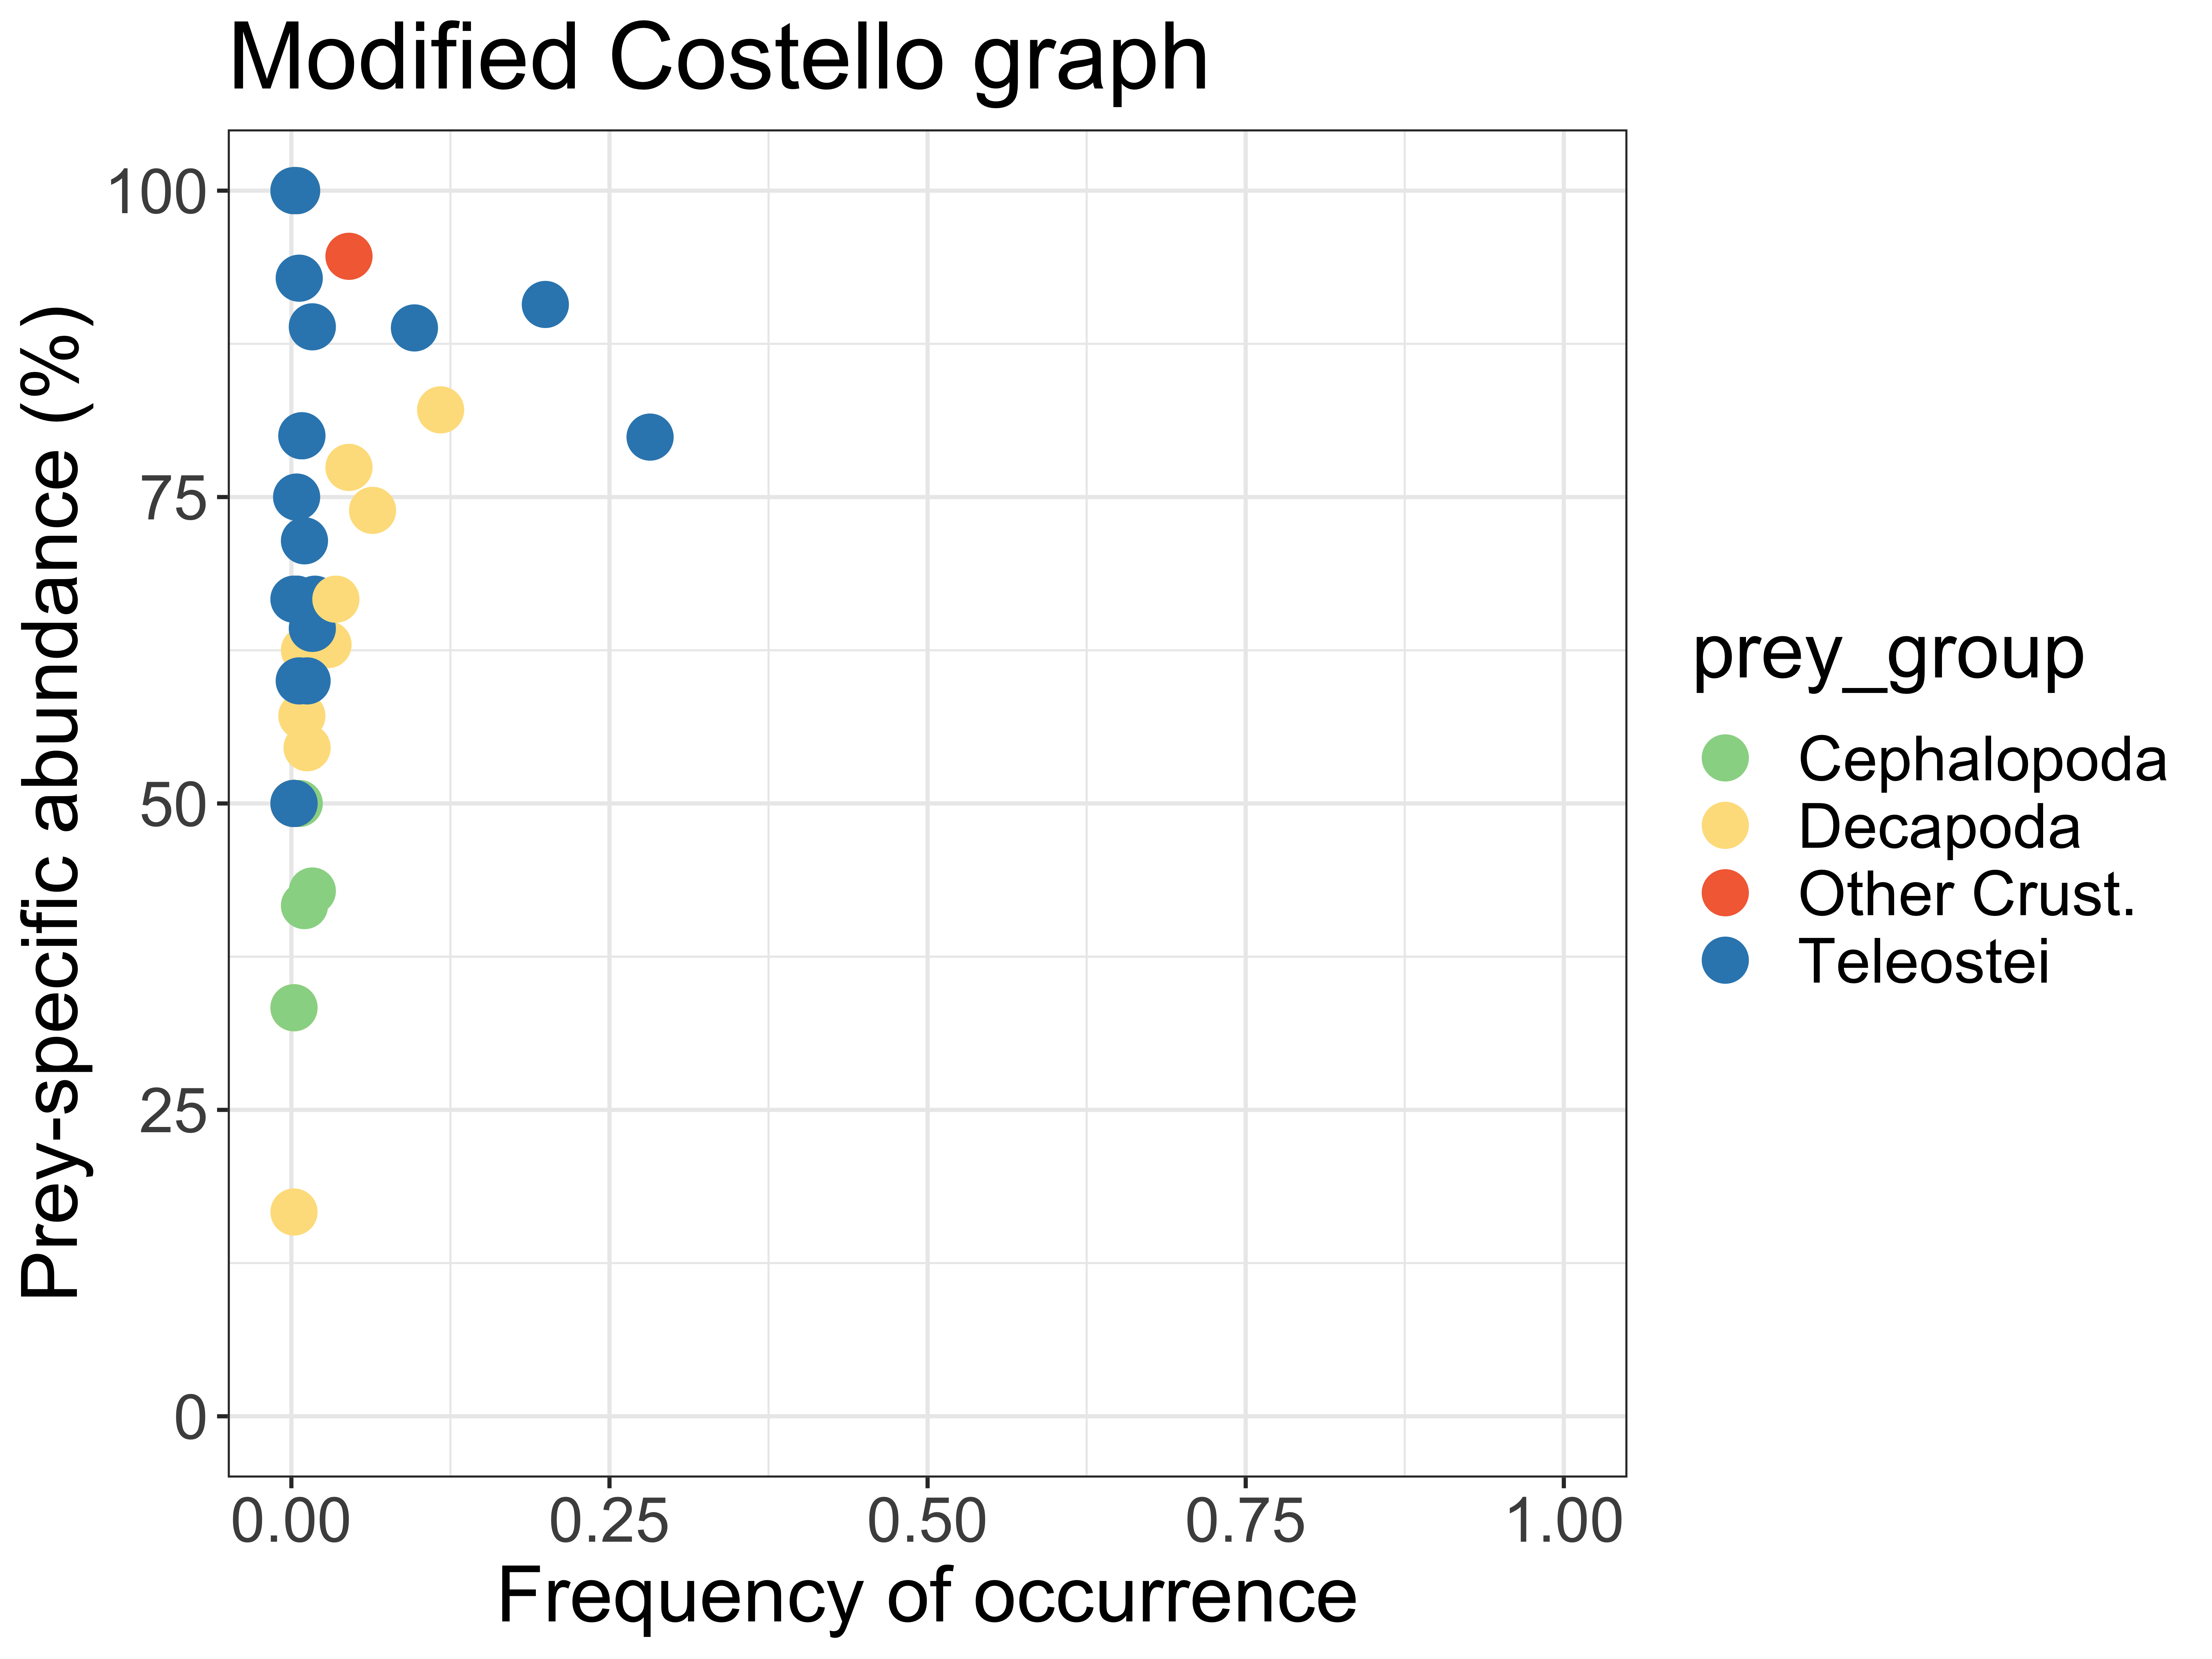 Modified Costello graph
Prey-specific abundance (%)
100
75
50
25
0
0.00 0.25 0.50 0.75 1.00
Frequency of occurrence
prey_group
Cephalopoda
Decapoda
Other Crust.
Teleostei